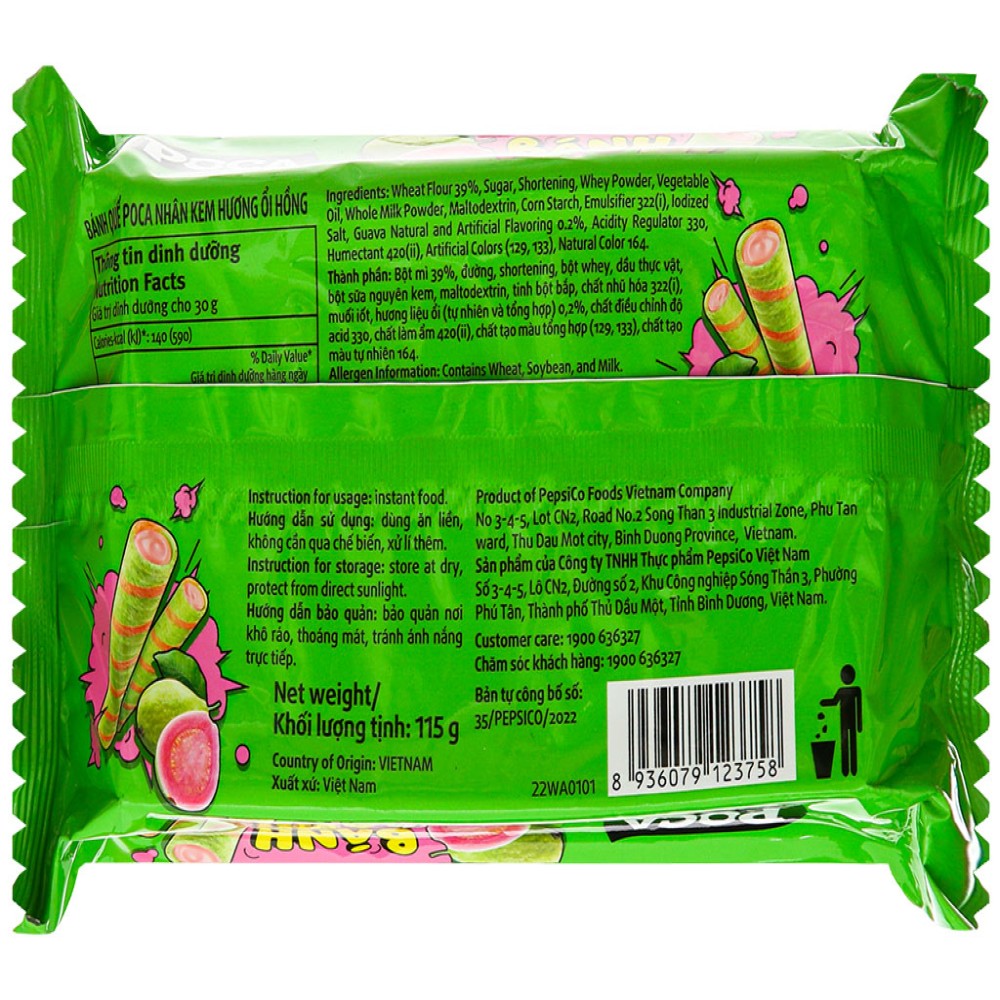 POCA
BÁNH
BÁNH QUẾ POCA NHÂN KEM HƯƠNG ỔI HỒNG
Thông tin dinh dưỡng
Nutrition Facts
Giá trị dinh dưỡng cho 30 g
Calories kcal (kJ)*: 140 (590)
% Daily Value*
Giá trị dinh dưỡng hàng ngày
Ingredients: Wheat Flour 39%, Sugar, Shortening, Whey Powder, Vegetable
Oil, Whole Milk Powder, Maltodextrin, Corn Starch, Emulsifier 322(i), Iodized
Salt, Guava Natural and Artificial Flavoring 0.2%, Acidity Regulator 330,
Humectant 420(ii), Artificial Colors (129, 133), Natural Color 164.
Thành phần: Bột mì 39%, đường, shortening, bột whey, dầu thực vật,
bột sữa nguyên kem, maltodextrin, tinh bột bắp, chất nhũ hóa 322(i),
muối iốt, hương liệu ổi (tự nhiên và tổng hợp) 0,2%, chất điều chỉnh độ
acid 330, chất làm ẩm 420(ii), chất tạo màu tổng hợp (129, 133), chất tạo
màu tự nhiên 164.
Allergen Information: Contains Wheat, Soybean, and Milk.
Instruction for usage: instant food.
Hướng dẫn sử dụng: dùng ăn liền,
không cần qua chế biến, xử lí thêm.
Instruction for storage: store at dry,
protect from direct sunlight.
Hướng dẫn bảo quản: bảo quản nơi
khô ráo, thoáng mát, tránh ánh nắng
trực tiếp.
Net weight/
Khối lượng tịnh: 115 g
Country of Origin: VIETNAM
Xuất xứ: Việt Nam
Product of PepsiCo Foods Vietnam Company
No 3-4-5, Lot CN2, Road No.2 Song Than 3 Industrial Zone, Phu Tan
ward, Thu Dau Mot city, Binh Duong Province, Vietnam.
Sản phẩm của Công ty TNHH Thực phẩm PepsiCo Việt Nam
Số 3-4-5, Lô CN2, Đường số 2, Khu Công nghiệp Sóng Thần 3, Phường
Phú Tân, Thành phố Thủ Dầu Một, Tỉnh Bình Dương, Việt Nam.
Customer care: 1900 636327
Chăm sóc khách hàng: 1900 636327
Bản tự công bố số:
35/PEPSICO/2022
22WA0101
8 936079 123758
BÁNH
POCA